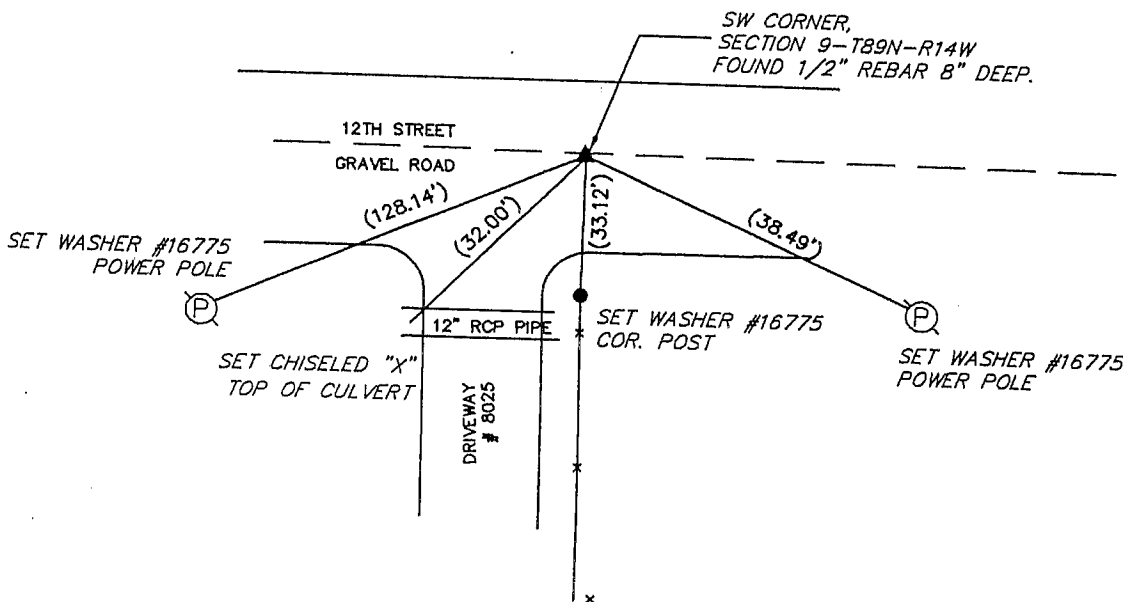 SW CORNER,
SECTION 9-T89N-R14W
FOUND 1/2" REBAR 8" DEEP.
12TH STREET
GRAVEL ROAD
(128.14')
(32.00')
(33.12')
(38.49')
SET WASHER #16775
POWER POLE
P
12" RCP PIPE
SET WASHER #16775
COR. POST
P
SET WASHER #16775
POWER POLE
SET CHISELED "X"
TOP OF CULVERT
DRIVEWAY
# 8025